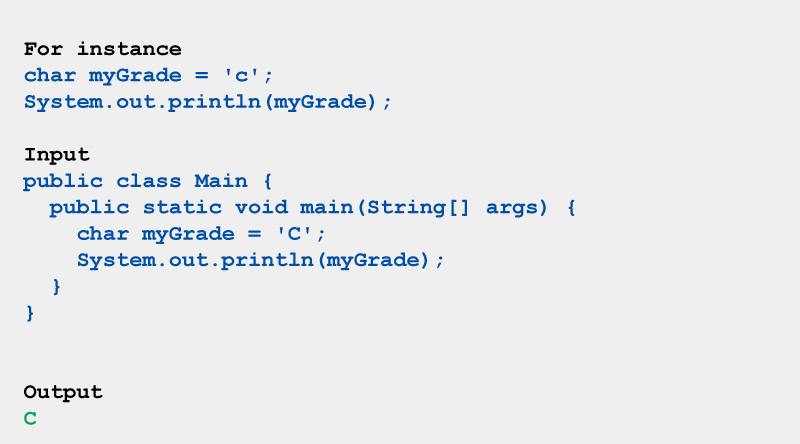 For instance
char myGrade = 'c';
System.out.println(myGrade);
Input
public class Main {
  public static void main(String[] args) {
    char myGrade = 'C';
    System.out.println(myGrade);
  }
}
Output
C